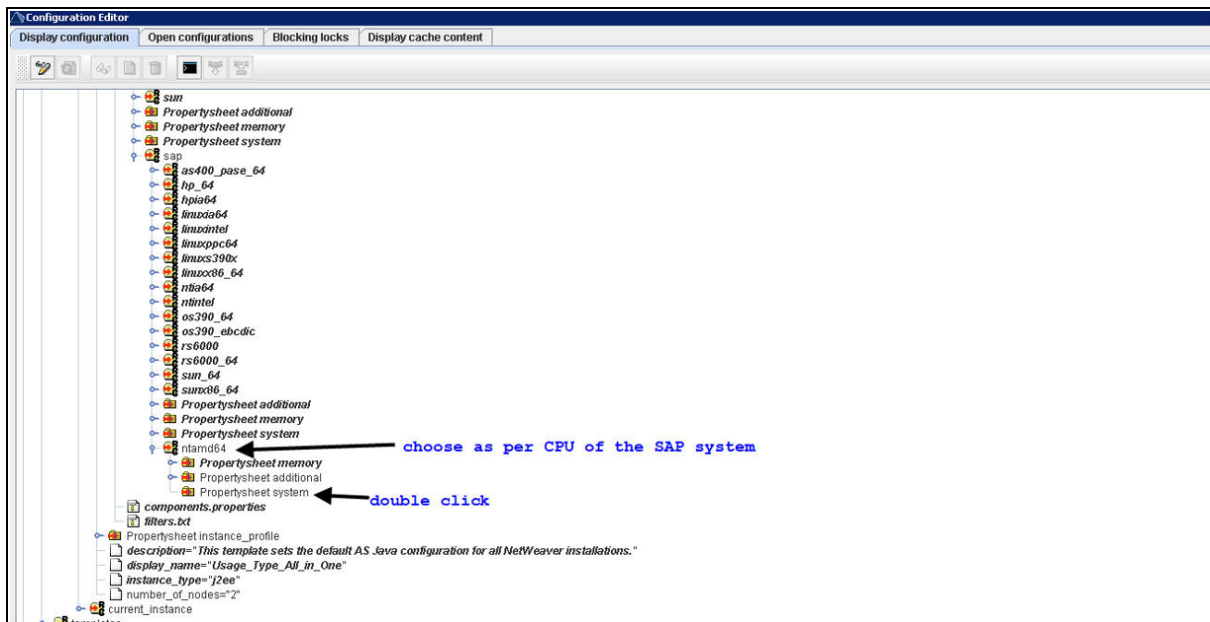 Configuration Editor
Display configuration Open configurations Blocking locks Display cache content
sun
Propertysheet additional
Propertysheet memory
Propertysheet system
sap
as400_pase_64
hp_64
hpia64
linuxia64
linuxintel
linuxppc64
linuxs390x
linuxx86_64
ntia64
ntintel
os390_64
os390_ebcdic
rs6000
rs6000_64
sun_64
sunx86_64
Propertysheet additional
Propertysheet memory
Propertysheet system
ntamd64 choose as per CPU of the SAP system
Propertysheet memory
Propertysheet additional
Propertysheet system double click
components.properties
filters.txt
Propertysheet instance_profile
description="This template sets the default AS Java configuration for all NetWeaver installations."
display_name="Usage_Type_All_in_One"
instance_type="j2ee"
number_of_nodes="2"
current_instance
templates